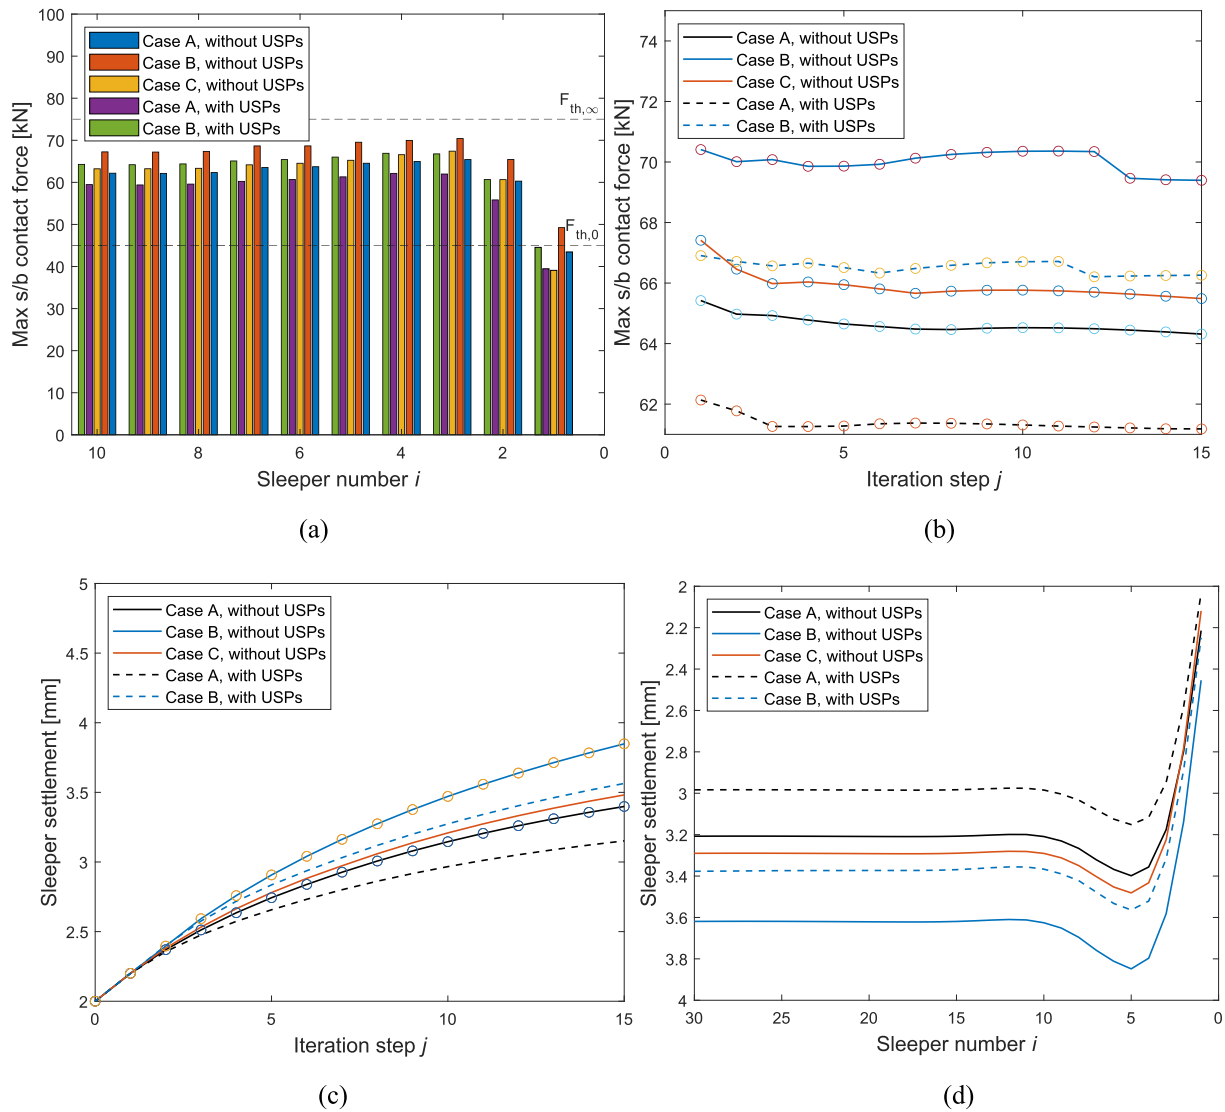 100
90
80
70
60
50
40
30
20
10
0
10
8
6
4
2
0
Max s/b contact force [kN]
Sleeper number i
Case A, without USPs
Case B, without USPs
Case C, without USPs
Case A, with USPs
Case B, with USPs
F th,∞
F th,0
(a)
74
72
70
68
66
64
62
0
5
10
15
Max s/b contact force [kN]
Iteration step j
Case A, without USPs
Case B, without USPs
Case C, without USPs
Case A, with USPs
Case B, with USPs
(b)
5
4.5
4
3.5
3
2.5
2
0
5
10
15
Sleeper settlement [mm]
Iteration step j
Case A, without USPs
Case B, without USPs
Case C, without USPs
Case A, with USPs
Case B, with USPs
(c)
2
2.2
2.4
2.6
2.8
3
3.2
3.4
3.6
3.8
4
30
25
20
15
10
5
0
Sleeper settlement [mm]
Sleeper number i
Case A, without USPs
Case B, without USPs
Case C, without USPs
Case A, with USPs
Case B, with USPs
(d)